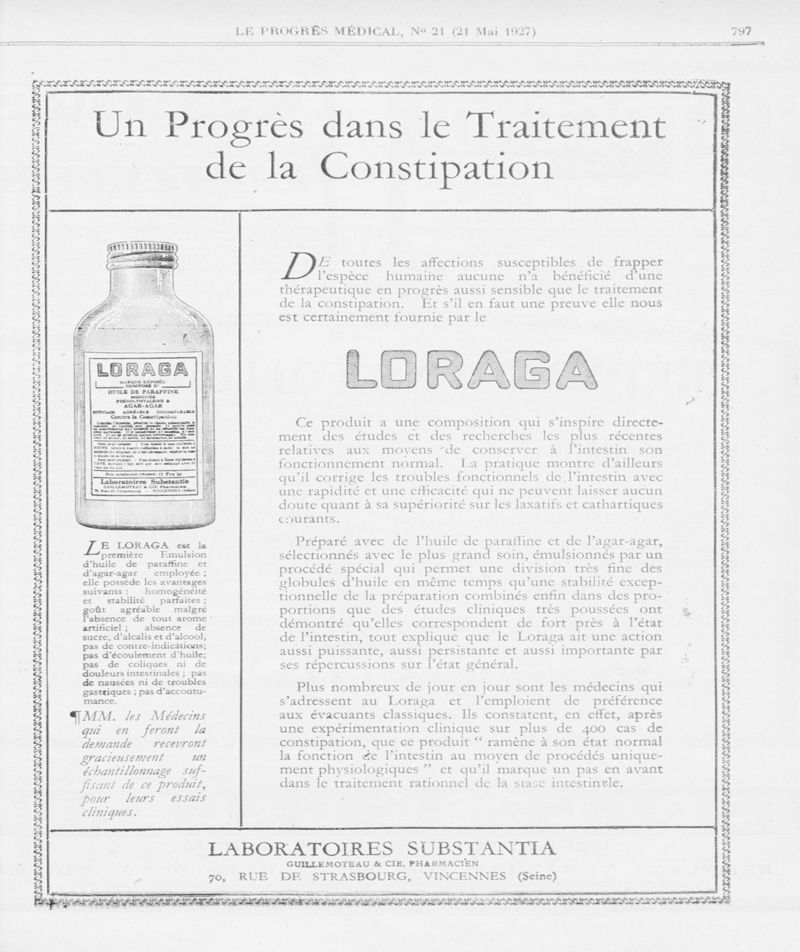 LE PROGRÈS MÉDICAL, No 21 (21 Mai 1927) 797
Un Progrès dans le Traitement
de la Constipation
LORAGA
MARQUE DÉPOSÉE
COMPOSÉ D'
HUILE DE PARAFFINE
AGAR-AGAR
EFFICACE AGRÉABLE INCOMPARABLE
Contre la Constipation
Laboratoires Substantia
GUILLEMOTEAU & CIE, Pharmacien
70, Rue de Strasbourg - VINCENNES (Seine)
LE LORAGA est la
première Emulsion
d'huile de paraffine et
d'agar-agar employée ;
elle possède les avantages
suivants : homogénéité
et stabilité parfaites ;
goût agréable malgré
l'absence de tout arome
artificiel ; absence de
sucre, d'alcalis et d'alcool,
pas de contre-indications;
pas d'écoulement d'huile;
pas de coliques ni de
douleurs intestinales ; pas
de nausées ni de troubles
gastriques ; pas d'accoutu-
mance.
¶MM. les Médecins
qui en feront la
demande recevront
gracieusement un
échantillonnage suf-
fisant de ce produit,
pour leurs essais
cliniques.
DE toutes les affections susceptibles de frapper
l'espèce humaine aucune n'a bénéficié d'une
thérapeutique en progrès aussi sensible que le traitement
de la constipation. Et s'il en faut une preuve elle nous
est certainement fournie par le
LORAGA
Ce produit a une composition qui s'inspire directe-
ment des études et des recherches les plus récentes
relatives aux moyens de conserver à l'intestin son
fonctionnement normal. La pratique montre d'ailleurs
qu'il corrige les troubles fonctionnels de l'intestin avec
une rapidité et une efficacité qui ne peuvent laisser aucun
doute quant à sa supériorité sur les laxatifs et cathartiques
courants.
Préparé avec de l'huile de paraffine et de l'agar-agar,
sélectionnés avec le plus grand soin, émulsionnés par un
procédé spécial qui permet une division très fine des
globules d'huile en même temps qu'une stabilité excep-
tionnelle de la préparation combinés enfin dans des pro-
portions que des études cliniques très poussées ont
démontré qu'elles correspondent de fort près à l'état
de l'intestin, tout explique que le Loraga ait une action
aussi puissante, aussi persistante et aussi importante par
ses répercussions sur l'état général.
Plus nombreux de jour en jour sont les médecins qui
s'adressent au Loraga et l'emploient de préférence
aux évacuants classiques. Ils constatent, en effet, après
une expérimentation clinique sur plus de 400 cas de
constipation, que ce produit “ ramène à son état normal
la fonction de l'intestin au moyen de procédés unique-
ment physiologiques ” et qu'il marque un pas en avant
dans le traitement rationnel de la stase intestinale.
LABORATOIRES SUBSTANTIA
GUILLEMOTEAU & CIE, PHARMACIEN
70, RUE DE STRASBOURG, VINCENNES (Seine)